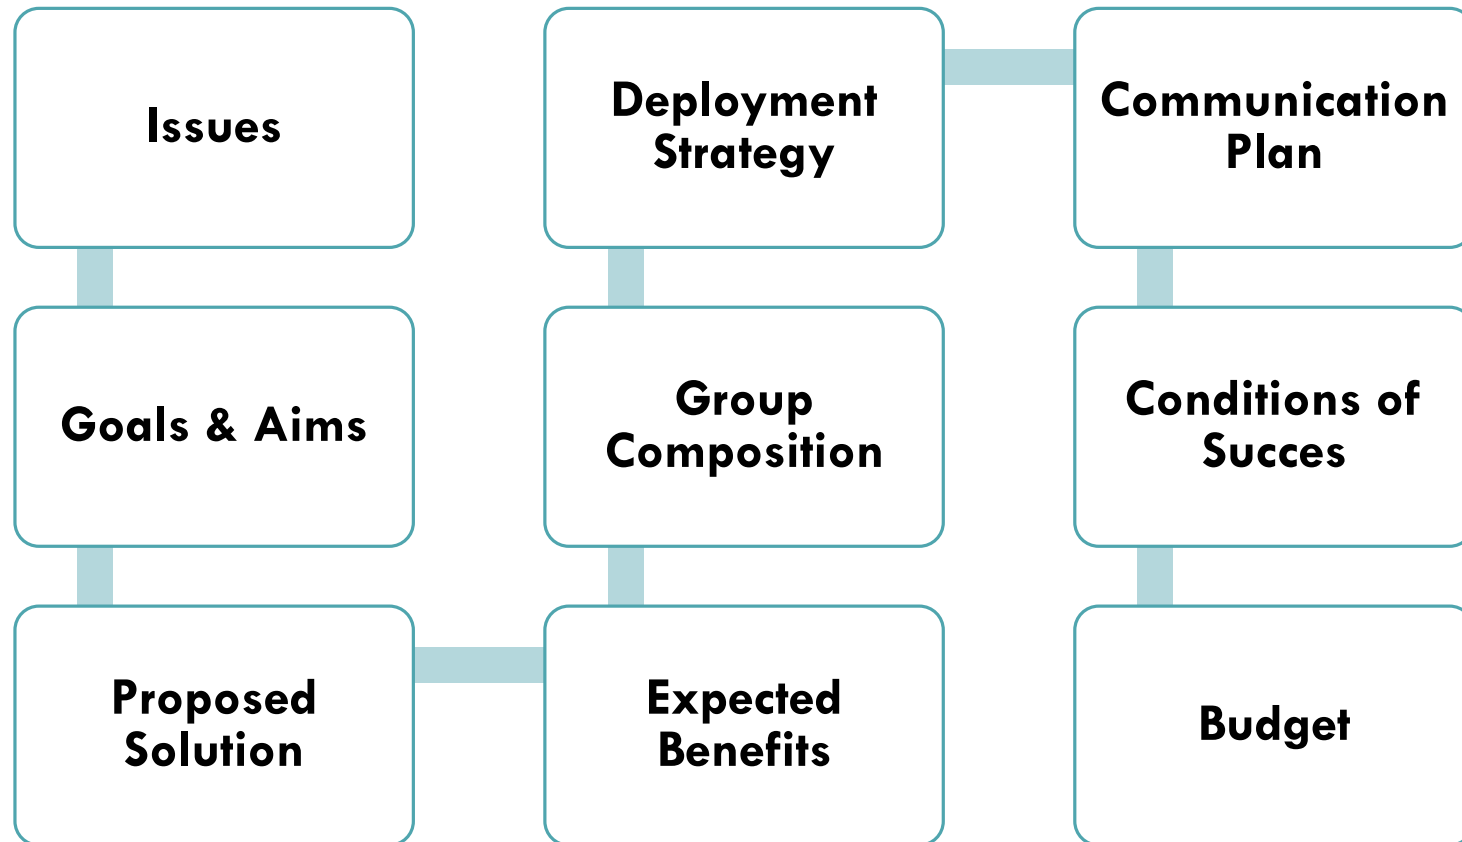 Issues
Goals & Aims
Proposed
Solution
Expected
Benefits
Group
Composition
Deployment
Strategy
Communication
Plan
Conditions of
Succes
Budget